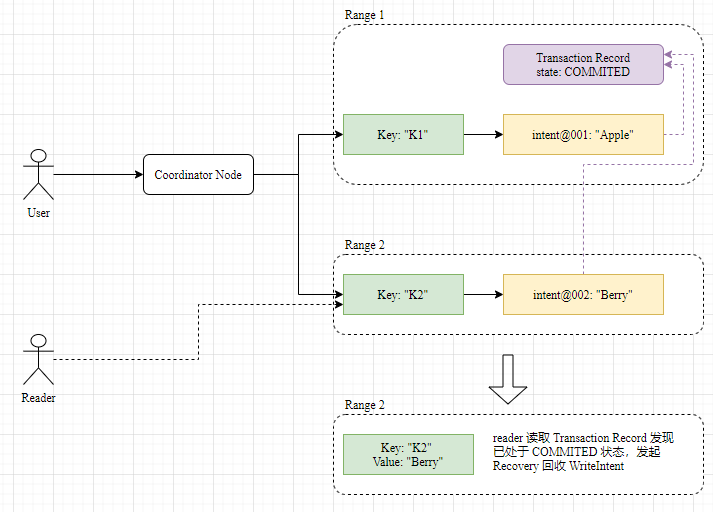 Range 1
Transaction Record
state: COMMITED
Key: "K1"
intent@001: "Apple"
Coordinator Node
User
Range 2
Key: "K2"
intent@002: "Berry"
Reader
Range 2
Key: "K2"
Value: "Berry"
reader 读取 Transaction Record 发现
已处于 COMMITED 状态，发起
Recovery 回收 WriteIntent